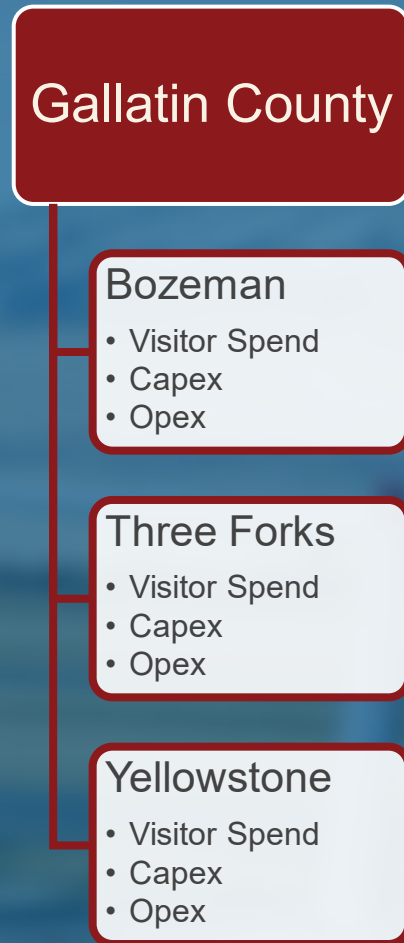 Gallatin County
Bozeman
• Visitor Spend
• Capex
• Opex
Three Forks
• Visitor Spend
• Capex
• Opex
Yellowstone
• Visitor Spend
• Capex
• Opex